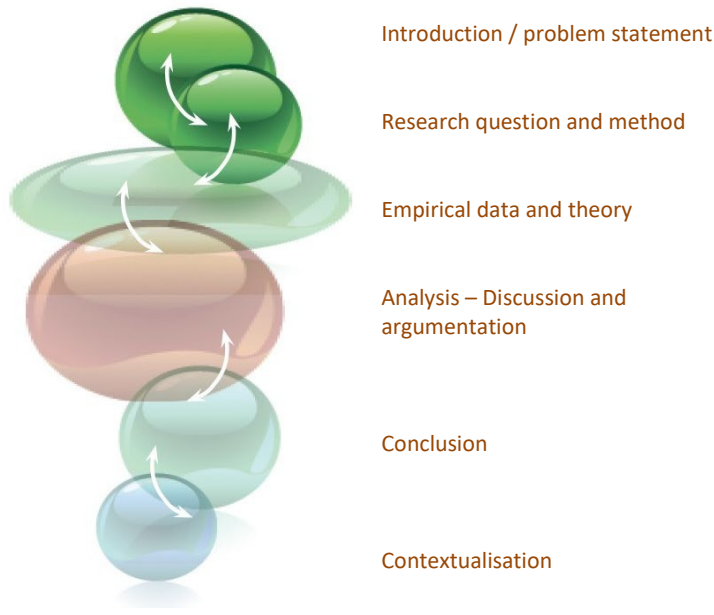 Introduction / problem statement
Research question and method
Empirical data and theory
Analysis – Discussion and
argumentation
Conclusion
Contextualisation